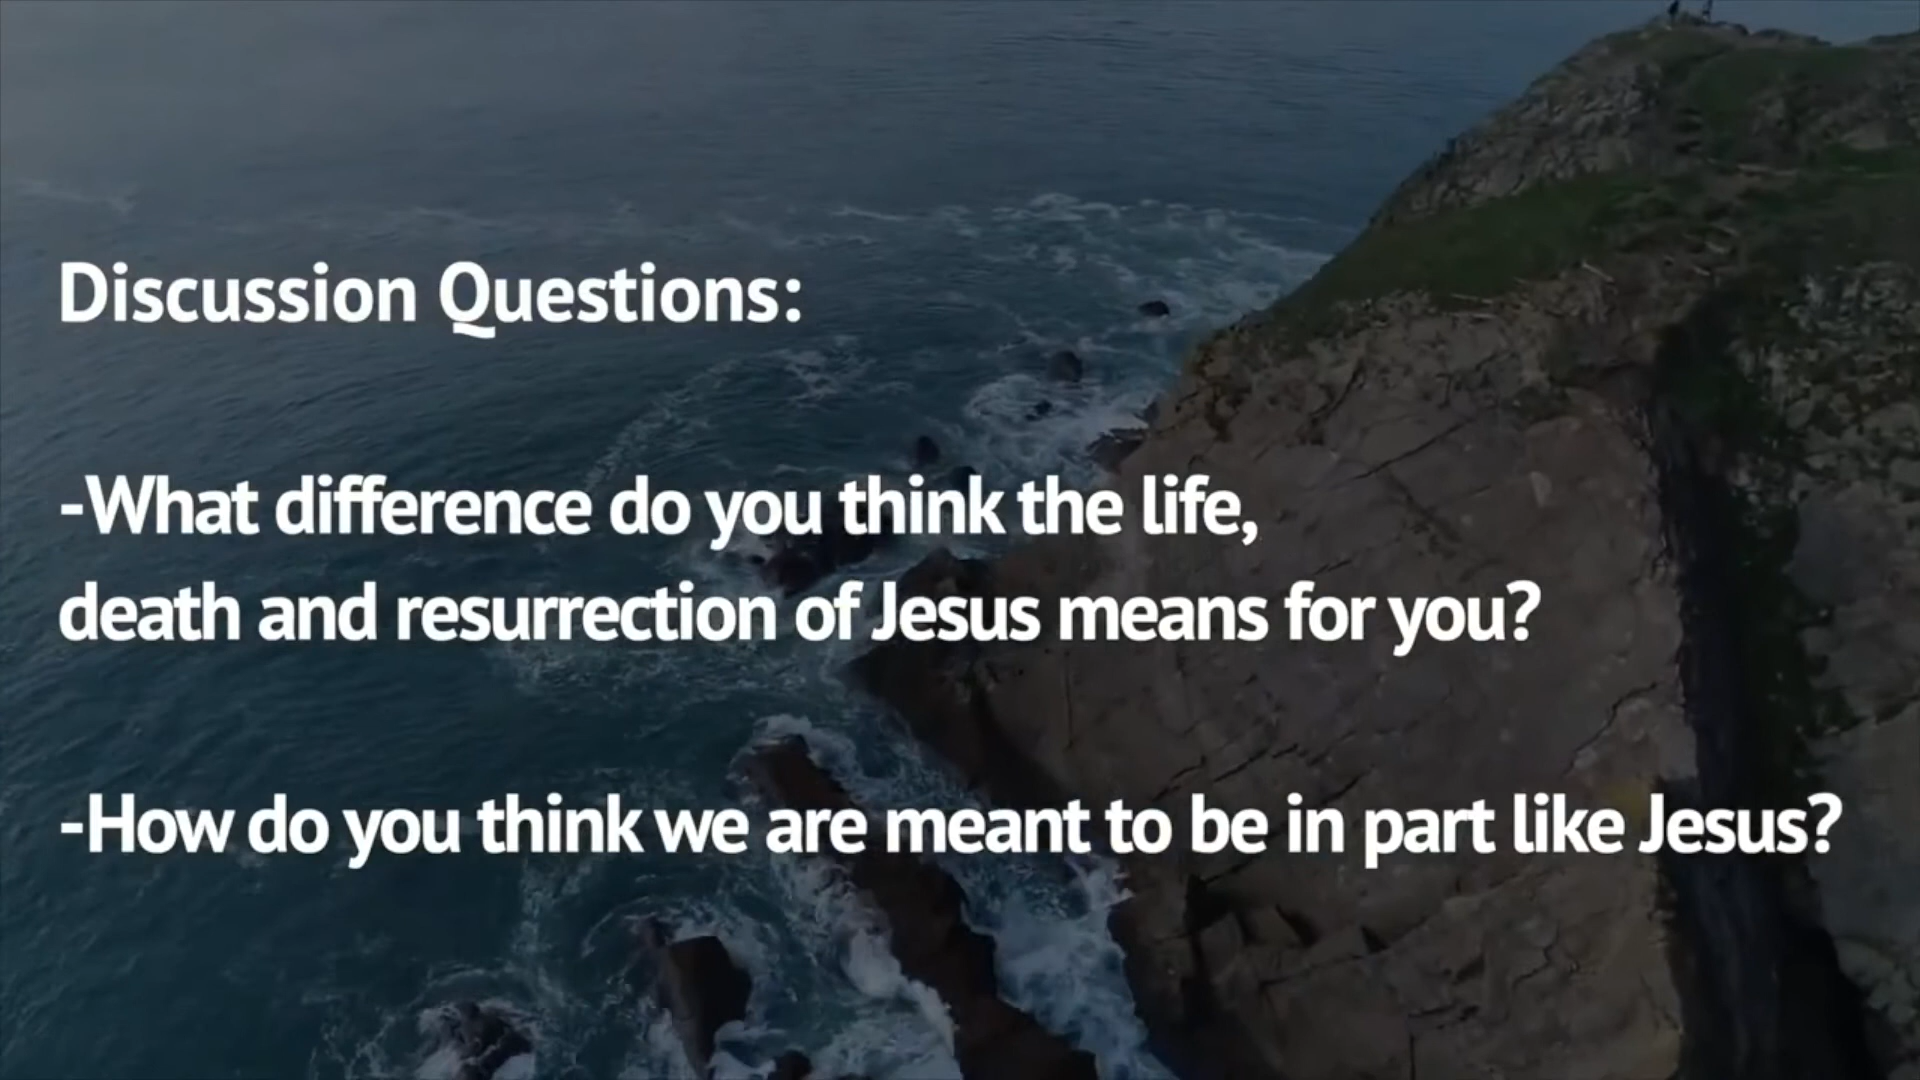 Discussion Questions:
-What difference do you think the life,
death and resurrection of Jesus means for you?
-How do you think we are meant to be in part like Jesus?